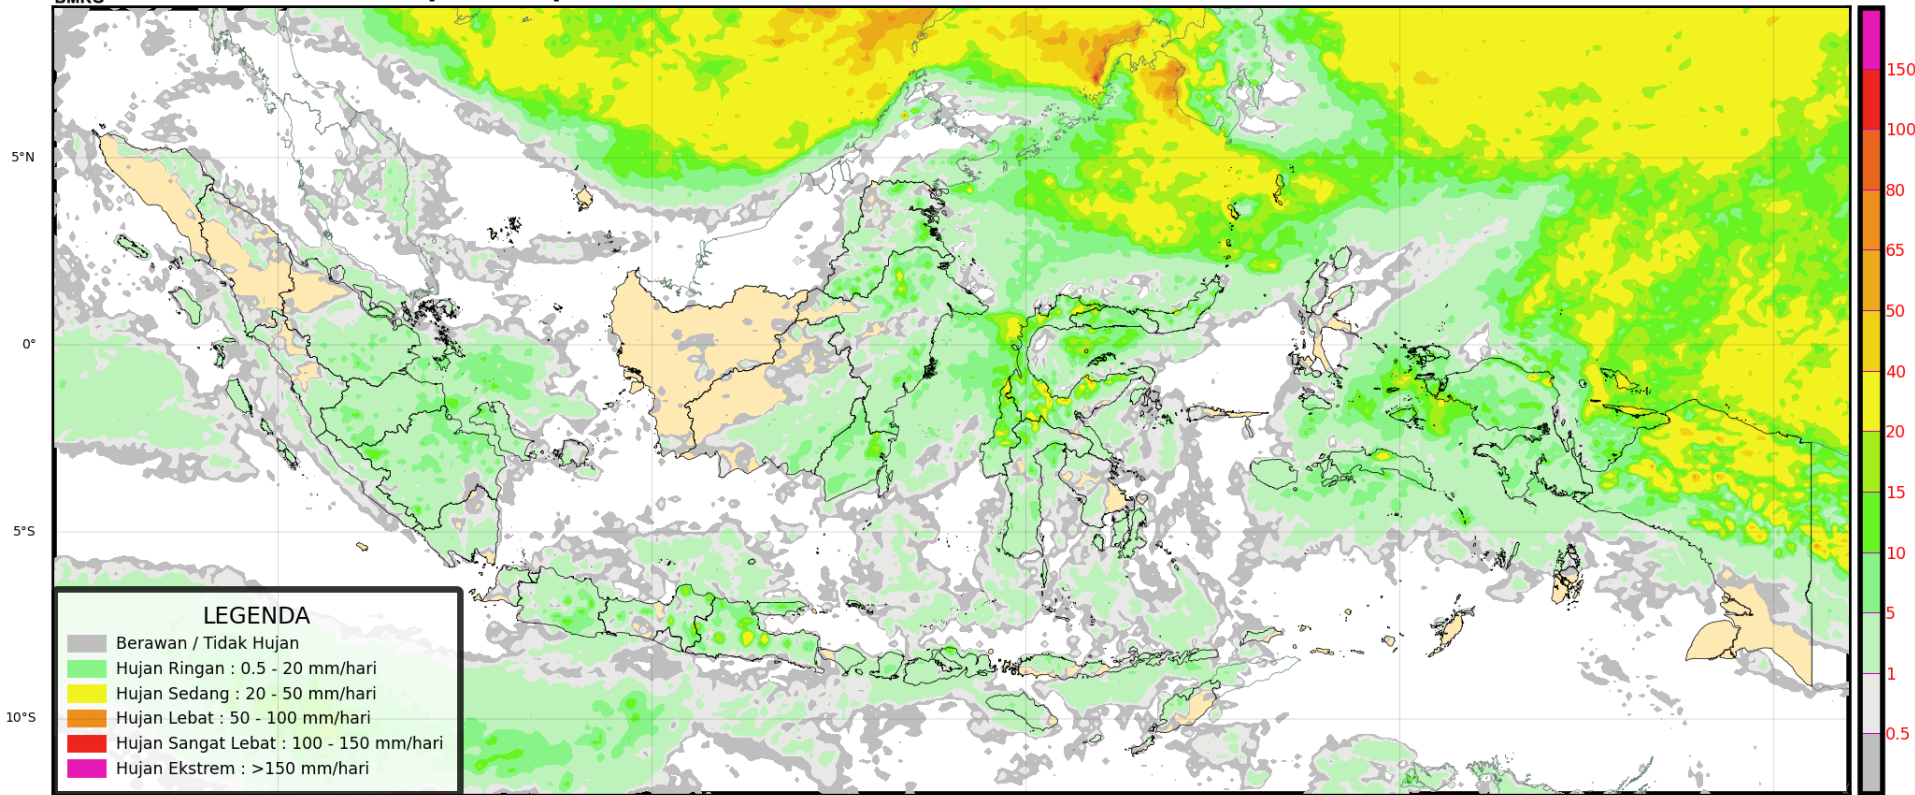 BMKG
5°N
0°
5°S
10°S
LEGENDA
Berawan / Tidak Hujan
Hujan Ringan : 0.5 - 20 mm/hari
Hujan Sedang : 20 - 50 mm/hari
Hujan Lebat : 50 - 100 mm/hari
Hujan Sangat Lebat : 100 - 150 mm/hari
Hujan Ekstrem : >150 mm/hari
150
100
80
65
50
40
20
15
10
5
1
0.5